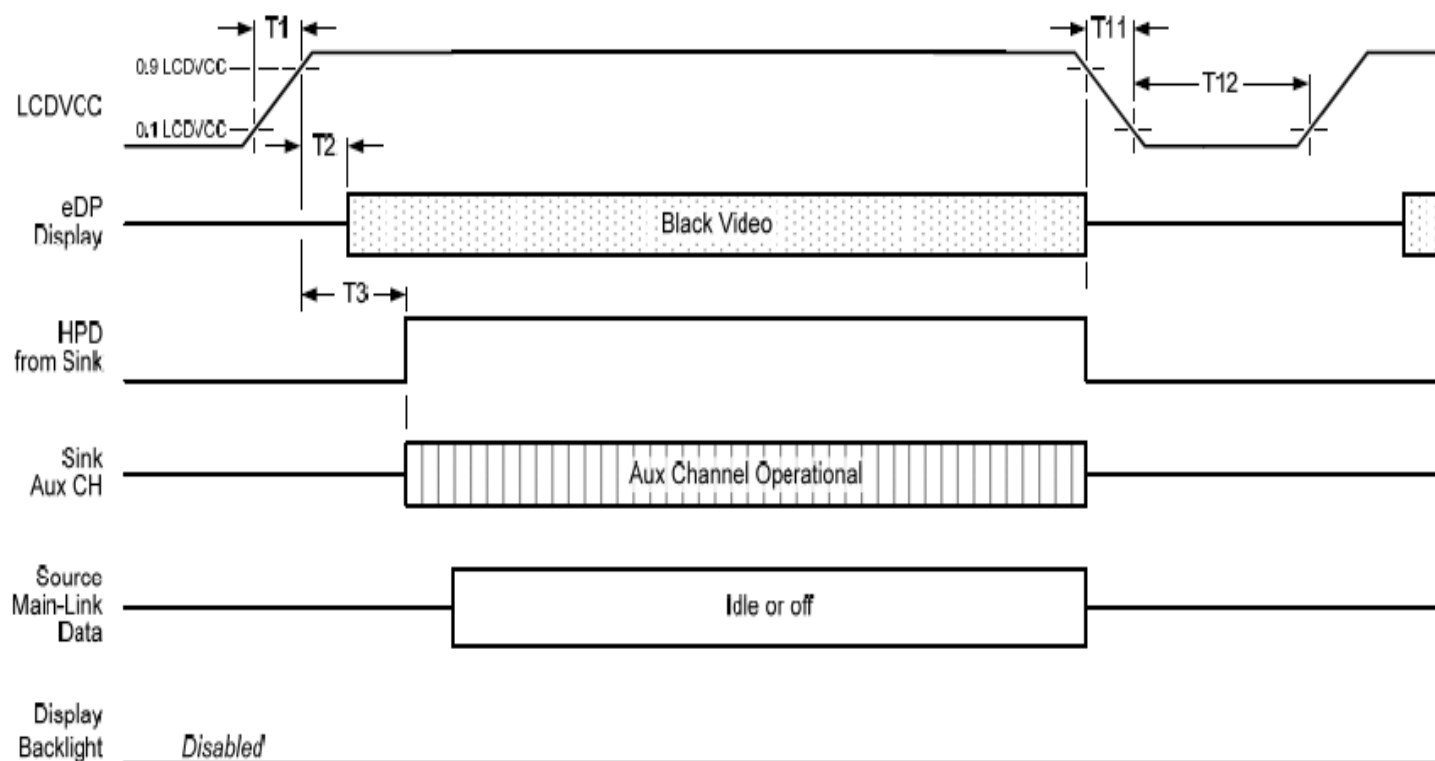 T1
T11
0.9 LCDVCC
LCDVCC
T12
0.1 LCDVCC
T2
eDP
Display
Black Video
T3
HPD
from Sink
Sink
Aux CH
Aux Channel Operational
Source
Main-Link
Data
Idle or off
Display
Backlight
Disabled